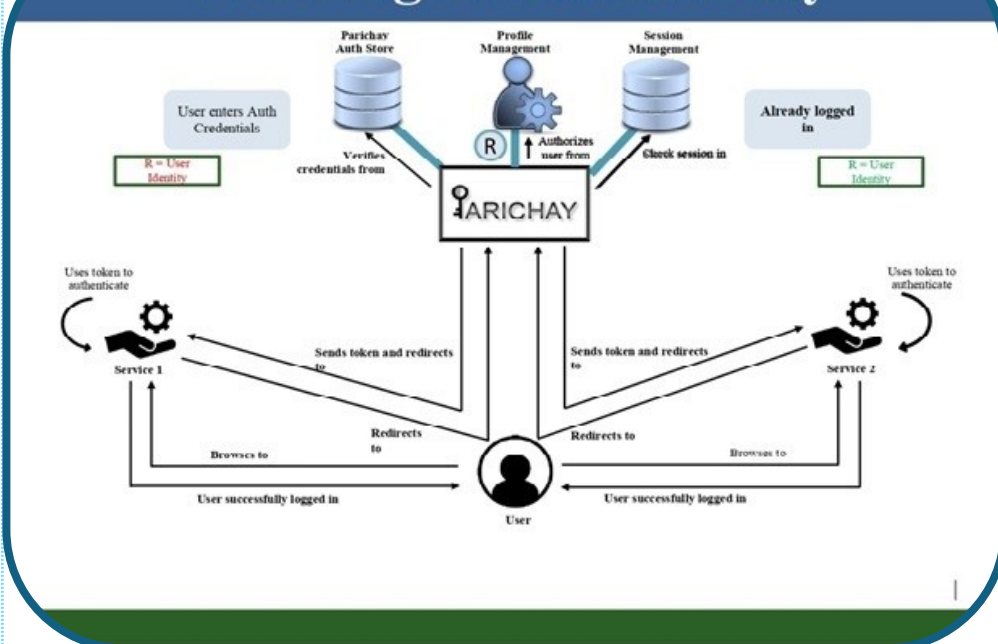 Parichay
Auth Store
Profile
Management
Session
Management
User enters Auth
Credentials
Already logged
in
R
Authorizes
user from
Verifies
credentials from
Check session in
R = User
Identity
R = User
Identity
PARICHAY
Uses token to
authenticate
Uses token to
authenticate
Sends token and redirects
to
Sends token and redirects
to
Service 1
Service 2
Redirects
to
Redirects to
Browses to
Browses to
User successfully logged in
User successfully logged in
User